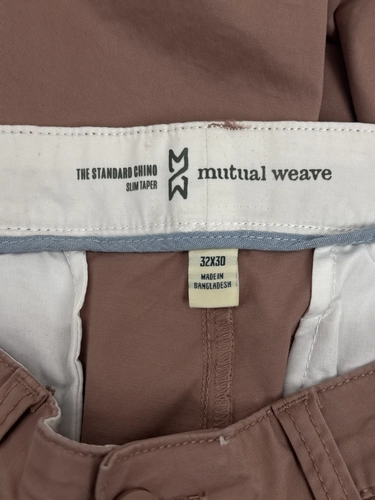 THE STANDARD CHINO
SLIM TAPER
mutual weave
32X30
MADE IN
BANGLADESH